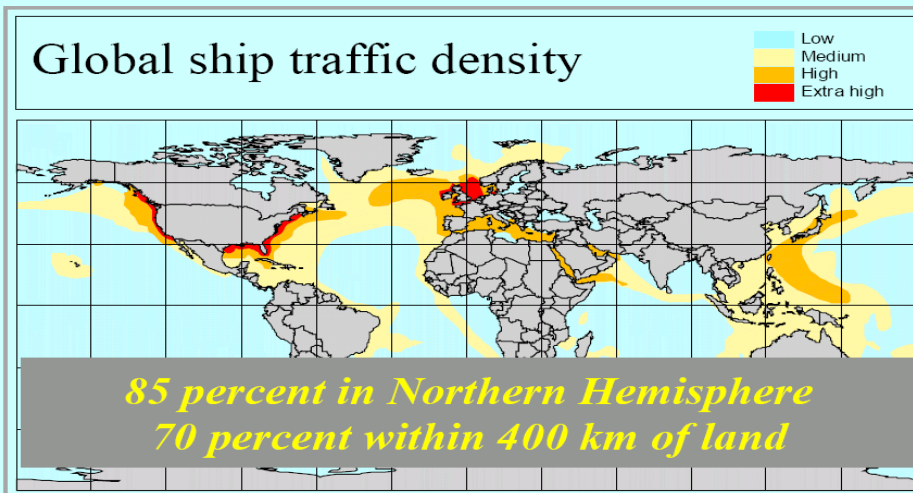 Global ship traffic density
Low
Medium
High
Extra high
85 percent in Northern Hemisphere
70 percent within 400 km of land